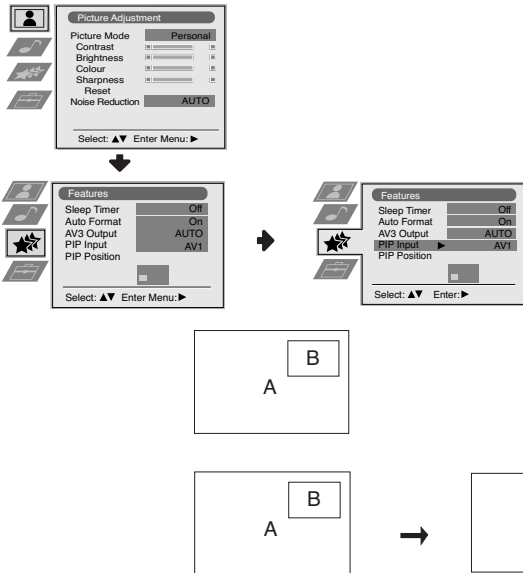 Picture Adjustment
Picture Mode Personal
Contrast
Brightness
Colour
Sharpness
Reset
Noise Reduction AUTO
Select: ▲▼ Enter Menu: ►
Features
Sleep Timer Off
Auto Format On
AV3 Output AUTO
PIP Input AV1
PIP Position
Select: ▲▼ Enter Menu: ►
Features
Sleep Timer Off
Auto Format On
AV3 Output AUTO
PIP Input ► AV1
PIP Position
Select: ▲▼ Enter: ►
B
A
B
A